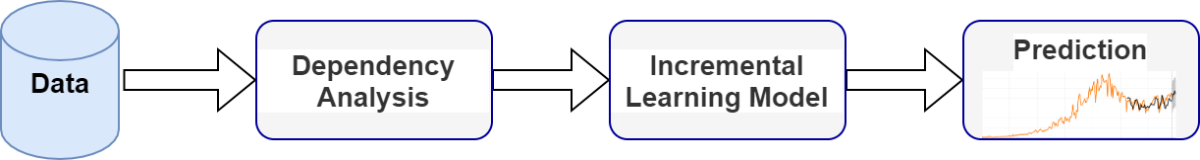 Data
Dependency
Analysis
Incremental
Learning Model
Prediction